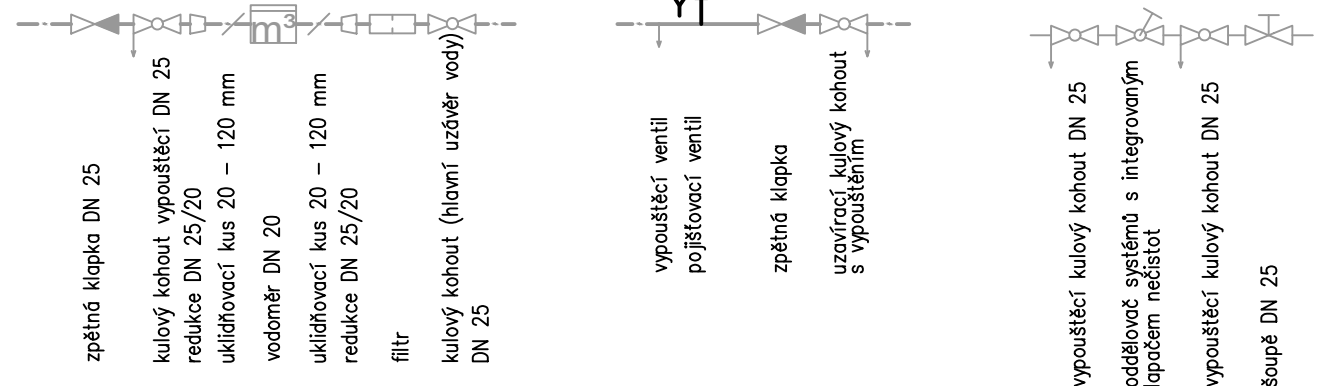 m³
zpětná klapka DN 25
kulový kohout vypouštěcí DN 25
redukce DN 25/20
uklidňovací kus 20 – 120 mm
vodoměr DN 20
uklidňovací kus 20 – 120 mm
redukce DN 25/20
filtr
kulový kohout (hlavní uzávěr vody)
DN 25
vypouštěcí ventil
pojišťovací ventil
zpětná klapka
uzavírací kulový kohout
s vypouštěním
vypouštěcí kulový kohout DN 25
oddělovač systémů s integrovaným
lapačem nečistot
vypouštěcí kulový kohout DN 25
šoupě DN 25